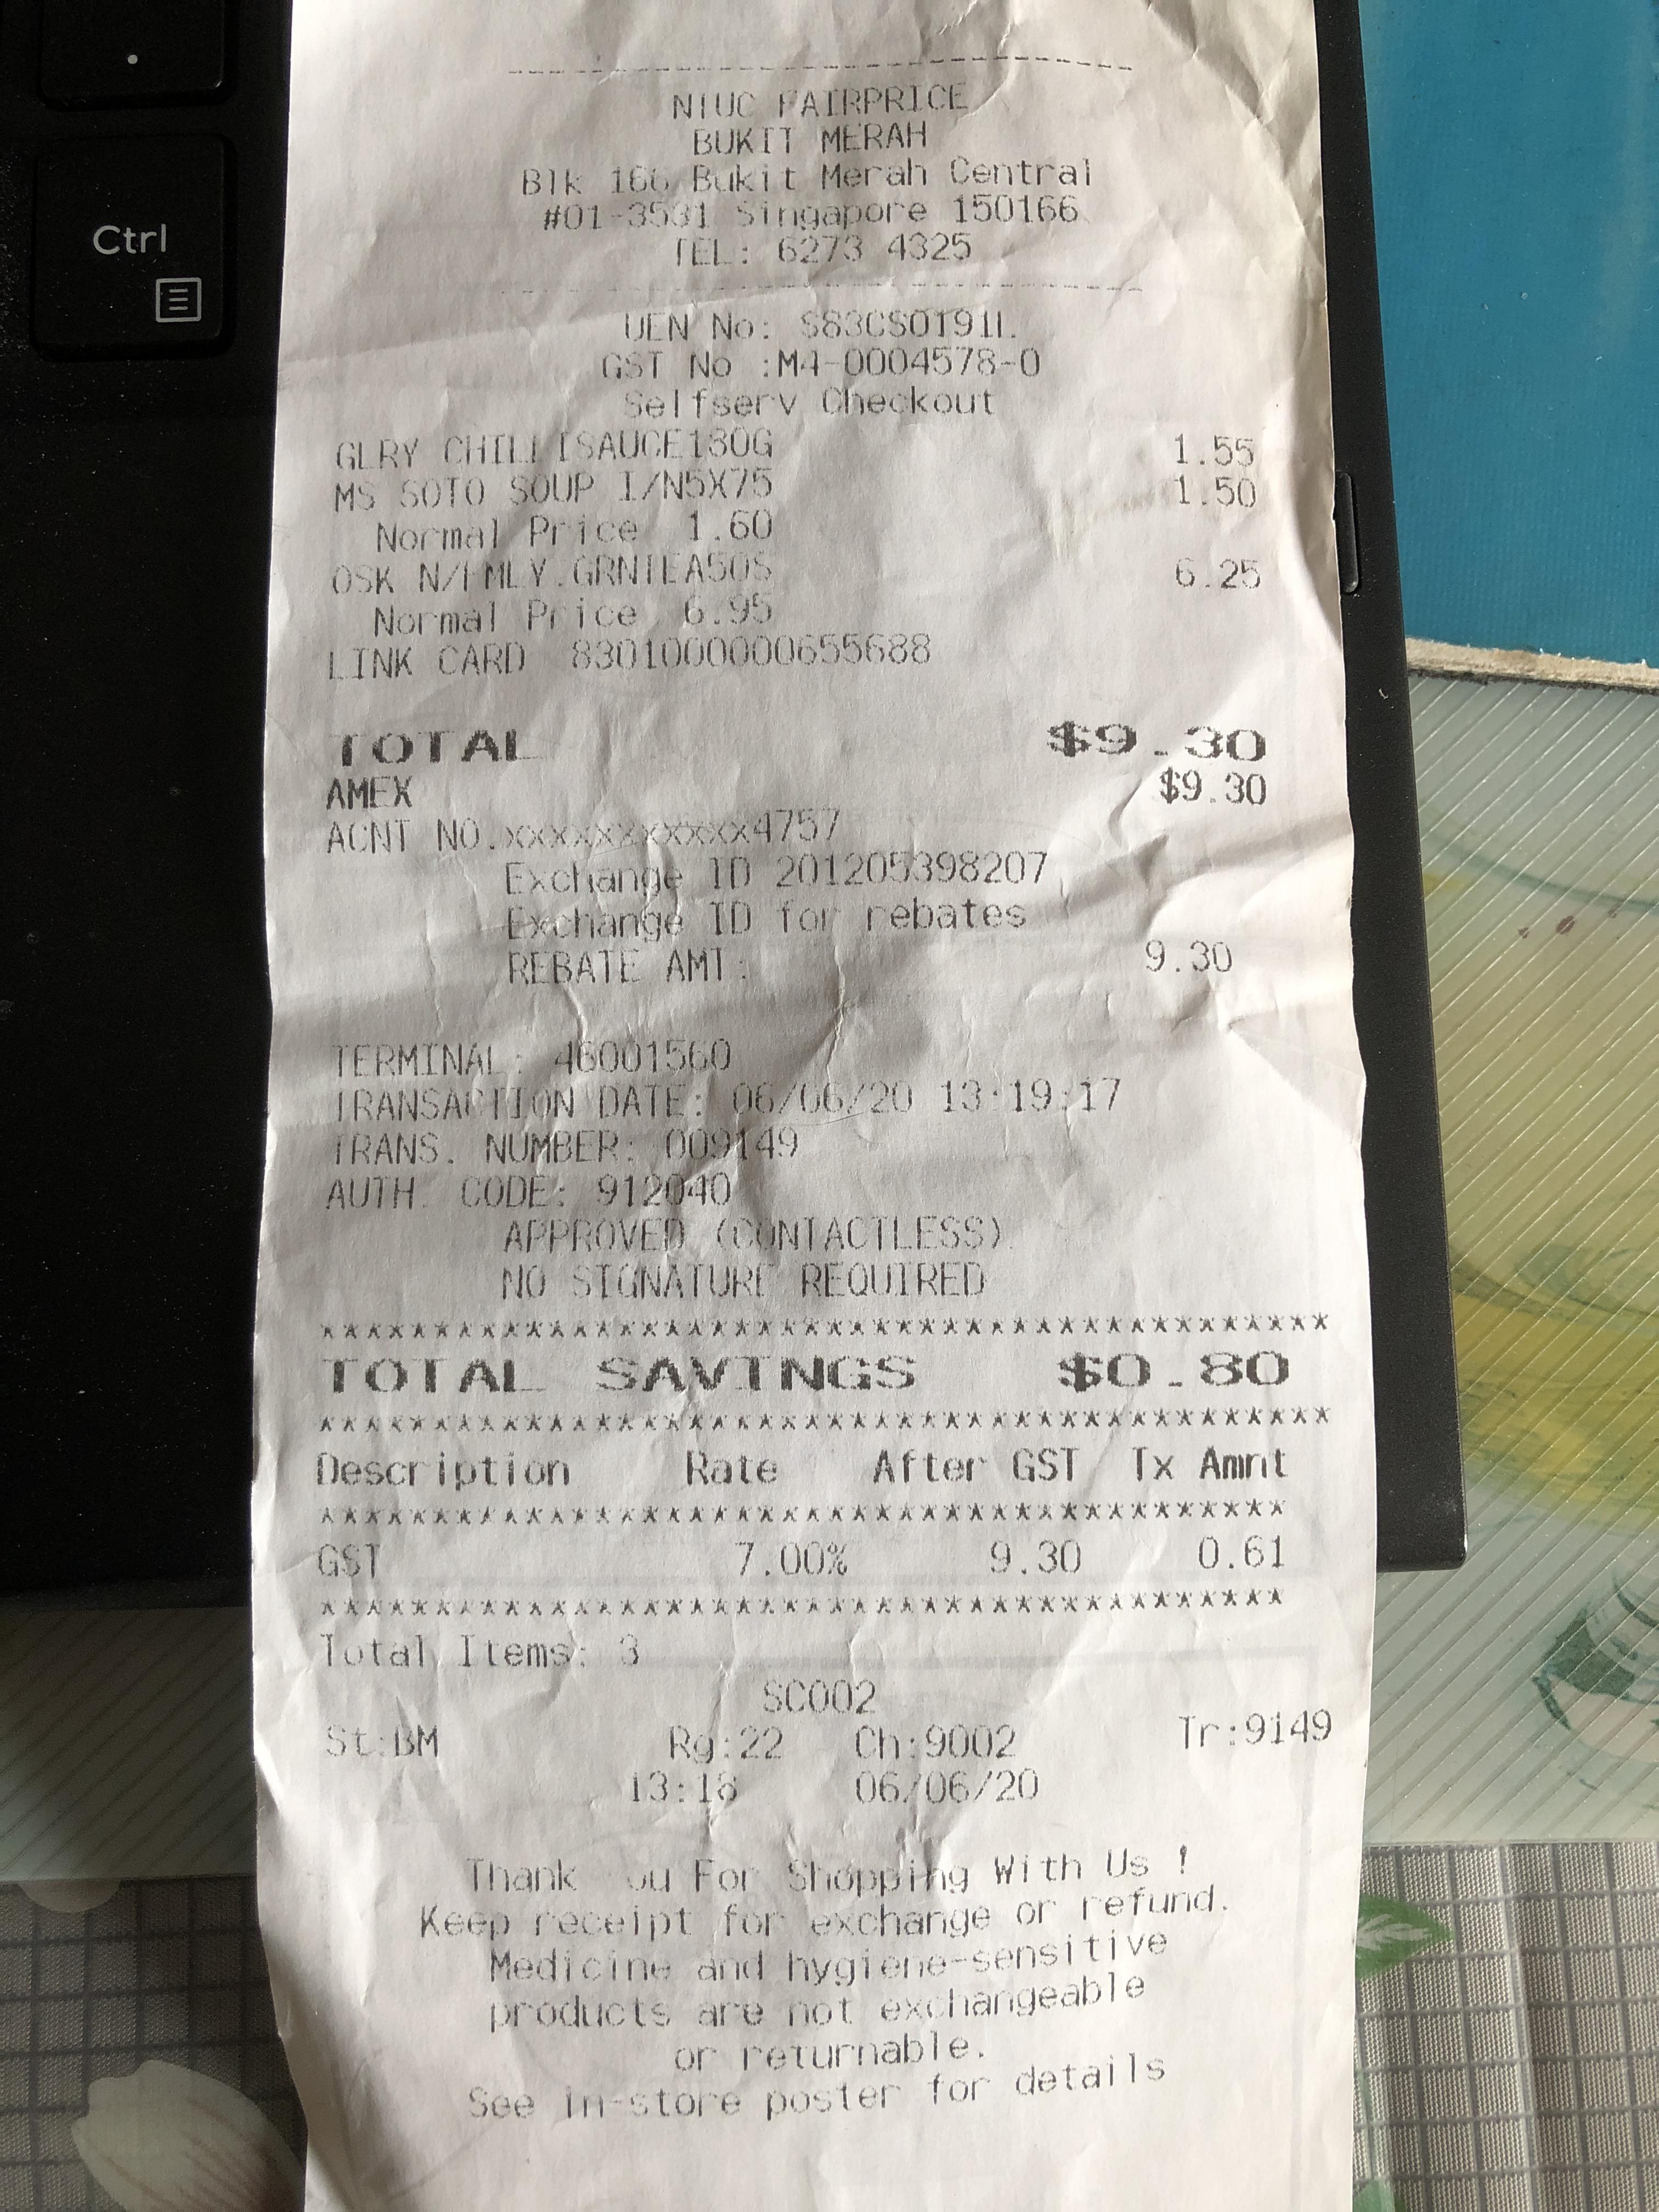 .
Ctrl
NTUC FAIRPRICE
BUKIT MERAH
Blk 166 Bukit Merah Central
#01-3531 Singapore 150166
TEL: 6273 4325
UEN No: S83CS0191L
GST No :M4-0004578-0
Selfserv Checkout
GLRY CHILLISAUCE180G 1.55
MS SOTO SOUP I/N5X75 1.50
Normal Price 1.60
OSK N/FMLY.GRNTEA50S 6.25
Normal Price 6.95
LINK CARD 8301000000655688
TOTAL $9.30
AMEX $9.30
ACNT NO.xxxxxxxxxxxx4757
Exchange ID 201205398207
Exchange ID for rebates
REBATE AMT: 9.30
TERMINAL: 46001560
TRANSACTION DATE: 06/06/20 13:19:17
TRANS. NUMBER: 009149
AUTH. CODE: 912040
APPROVED (CONTACTLESS)
NO SIGNATURE REQUIRED
****************************************
TOTAL SAVINGS $0.80
****************************************
Description Rate After GST Tx Amnt
****************************************
GST 7.00% 9.30 0.61
****************************************
Total Items: 3
SC002
St:BM Rg:22 Ch:9002 Tr:9149
13:18 06/06/20
Thank You For Shopping With Us !
Keep receipt for exchange or refund.
Medicine and hygiene-sensitive
products are not exchangeable
or returnable.
See in-store poster for details